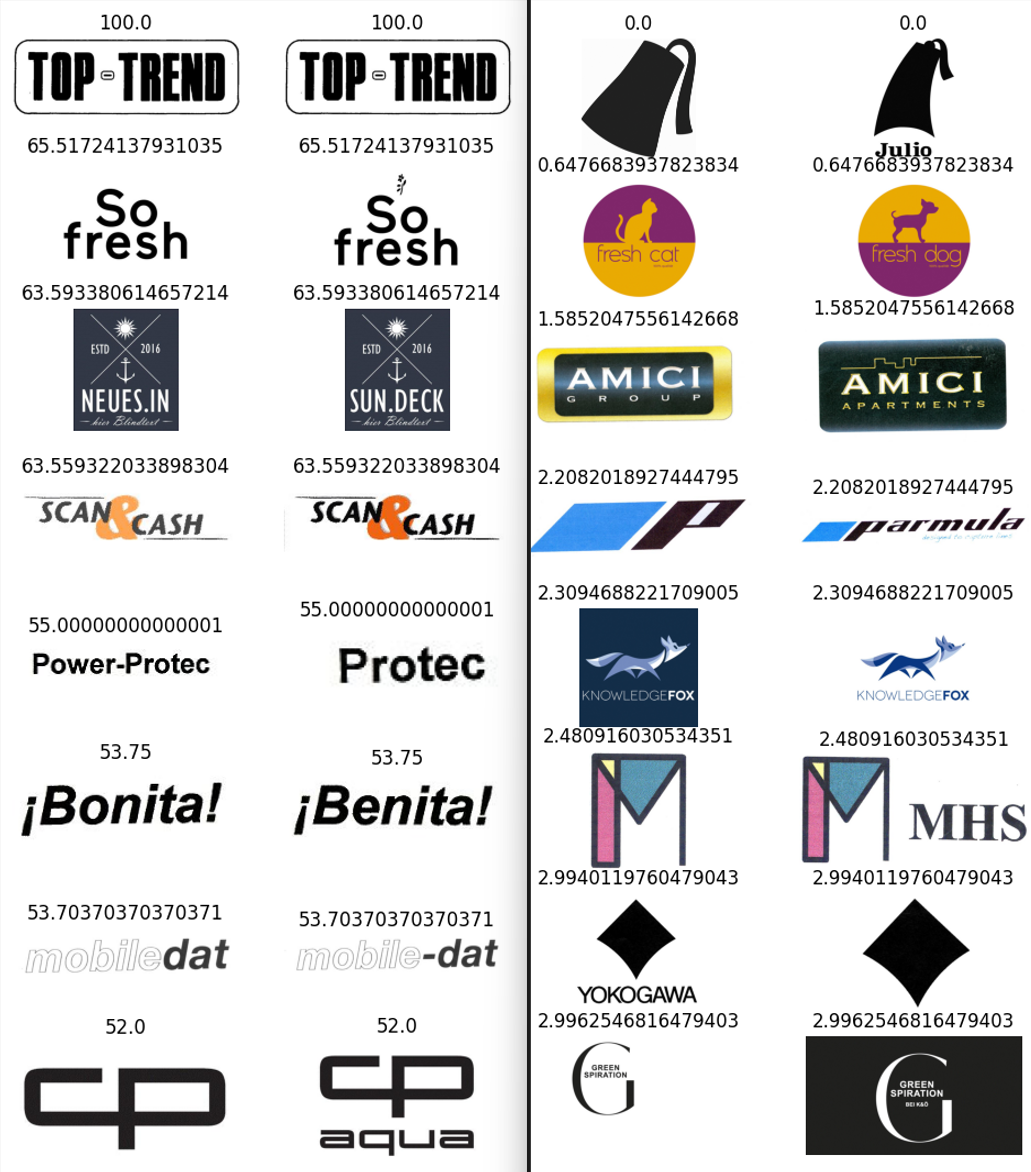 100.0 100.0
TOP-TREND TOP-TREND
65.51724137931035 65.51724137931035
So
fresh
So
fresh
63.593380614657214 63.593380614657214
ESTD 2016
NEUES.IN
hier Blindtext
ESTD 2016
SUN.DECK
hier Blindtext
63.559322033898304 63.559322033898304
SCAN&CASH SCAN&CASH
55.00000000000001 55.00000000000001
Power-Protec Protec
53.75 53.75
¡Bonita! ¡Benita!
53.70370370370371 53.70370370370371
mobiledat mobile-dat
52.0 52.0
cp cp
aqua
0.0 0.0
Julio
0.6476683937823834 0.6476683937823834
fresh cat fresh dog
1.5852047556142668 1.5852047556142668
AMICI
GROUP
AMICI
APARTMENTS
2.2082018927444795 2.2082018927444795
P parmula
2.3094688221709005 2.3094688221709005
KNOWLEDGEFOX KNOWLEDGEFOX
2.480916030534351 2.480916030534351
M M MHS
2.9940119760479043 2.9940119760479043
YOKOGAWA
2.9962546816479403 2.9962546816479403
G
GREEN
SPIRATION
G
GREEN
SPIRATION
BEI K&Ö